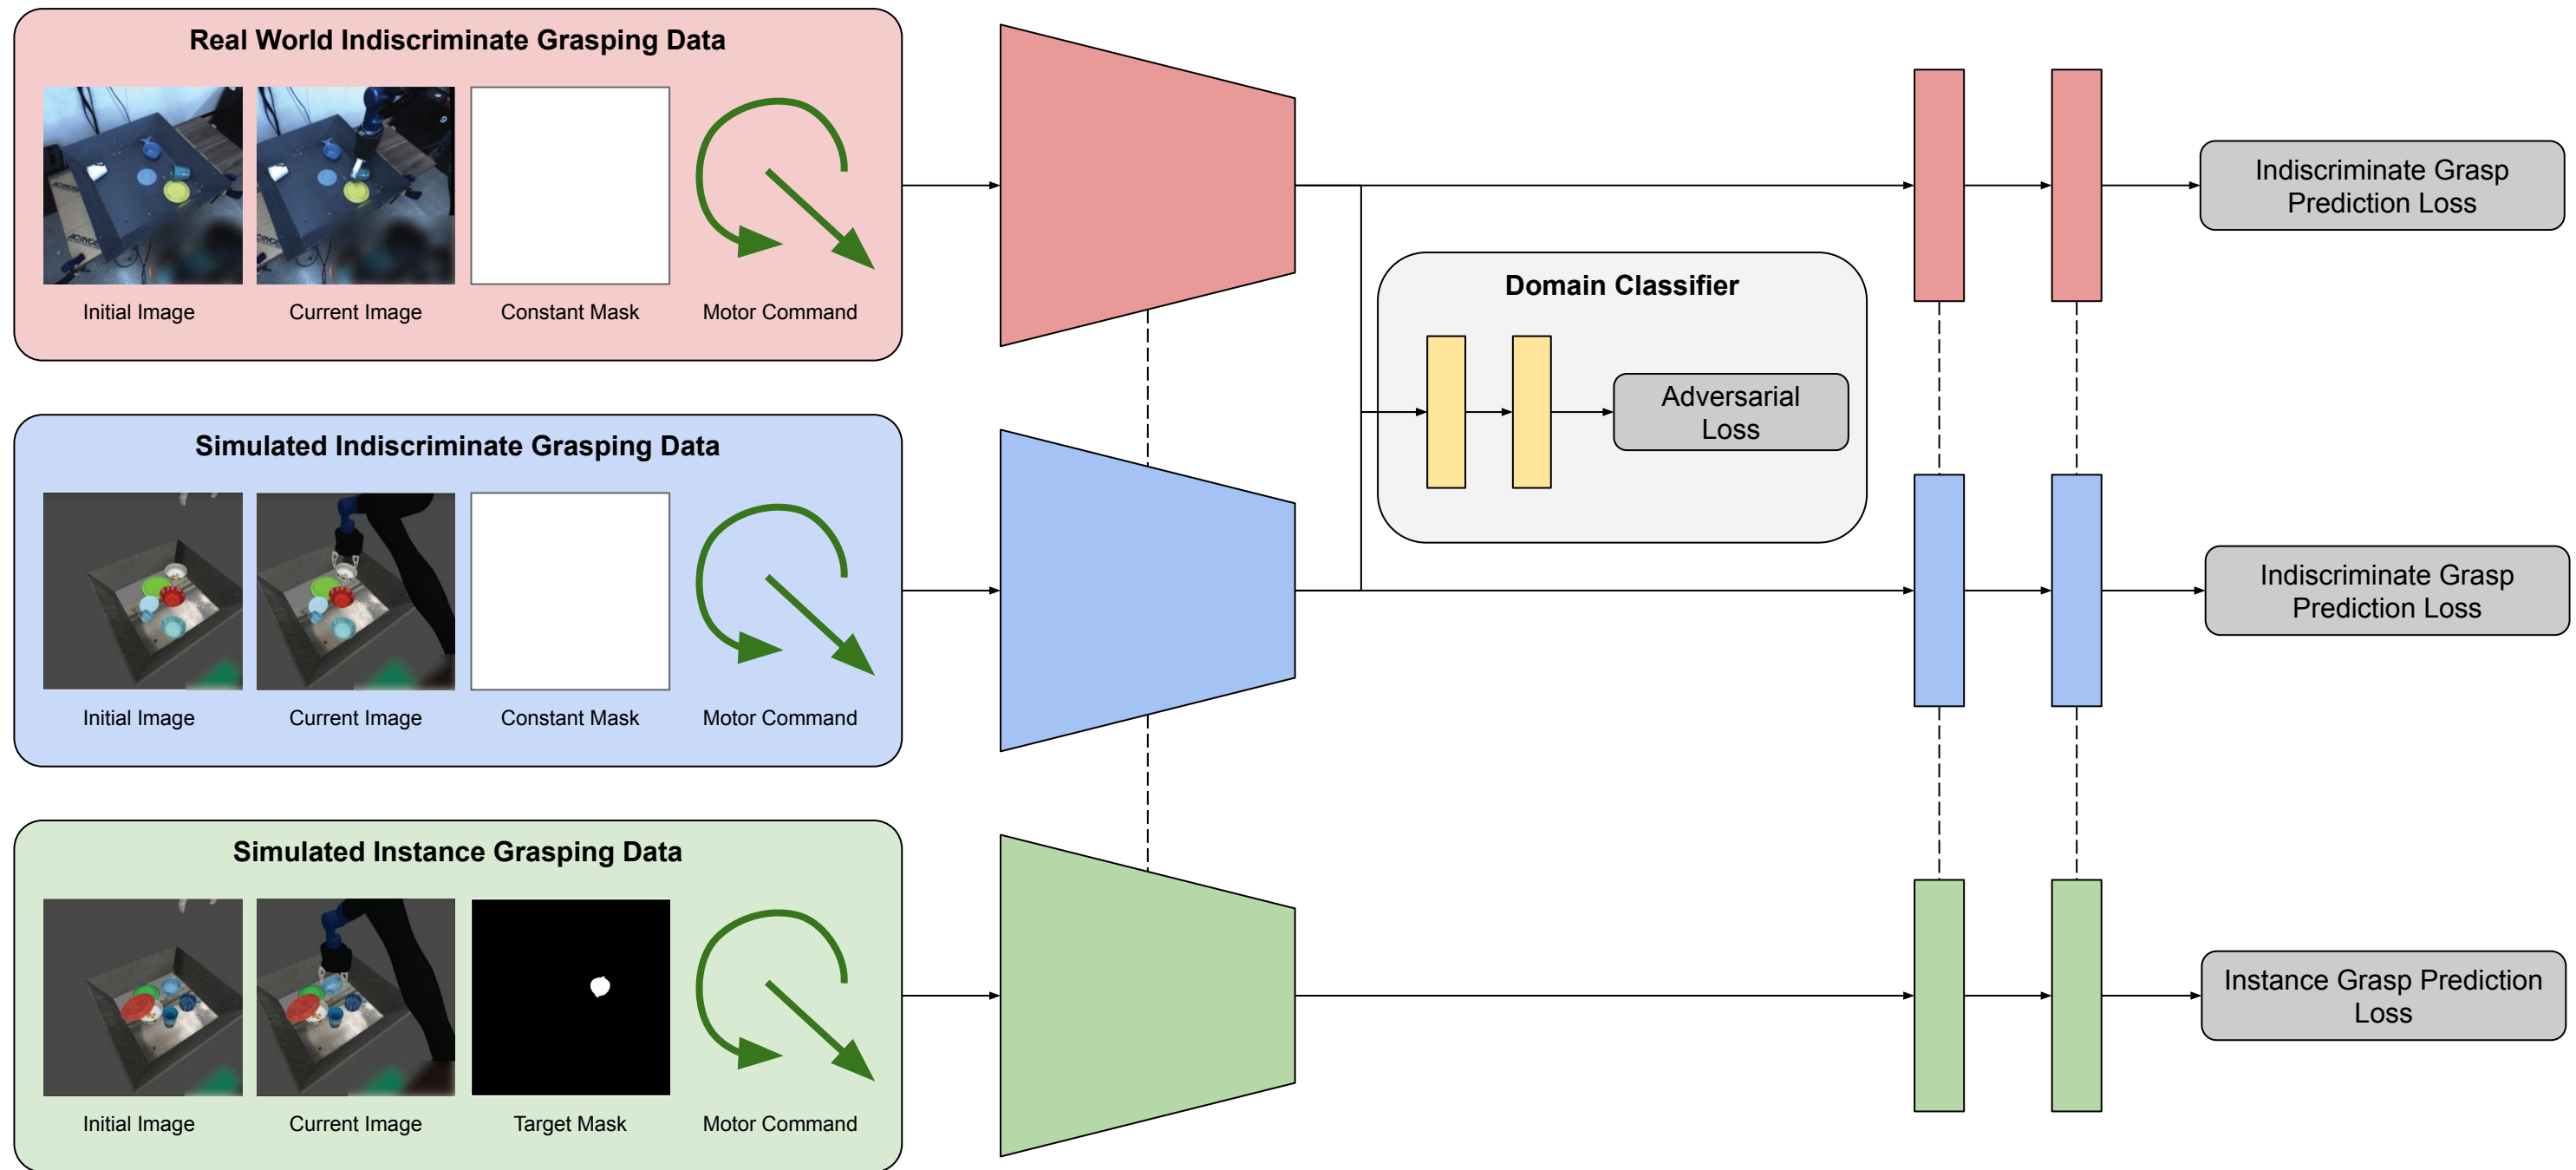 Real World Indiscriminate Grasping Data
Initial Image
Current Image
Constant Mask
Motor Command
Indiscriminate Grasp
Prediction Loss
Domain Classifier
Adversarial
Loss
Simulated Indiscriminate Grasping Data
Initial Image
Current Image
Constant Mask
Motor Command
Indiscriminate Grasp
Prediction Loss
Simulated Instance Grasping Data
Initial Image
Current Image
Target Mask
Motor Command
Instance Grasp Prediction
Loss